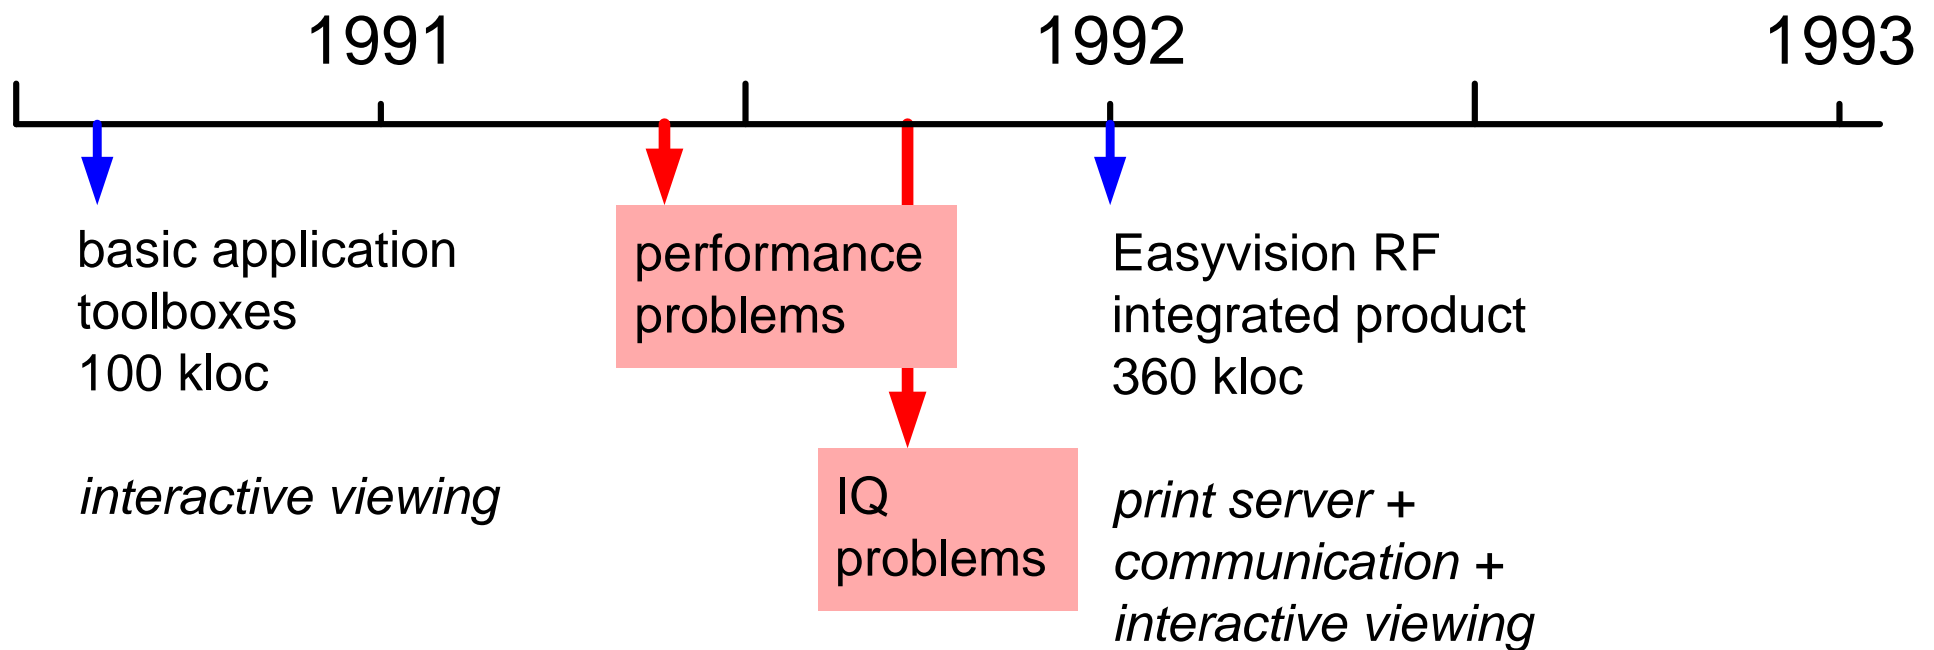 1991
1992
1993
basic application
toolboxes
100 kloc
interactive viewing
performance
problems
IQ
problems
Easyvision RF
integrated product
360 kloc
print server +
communication +
interactive viewing